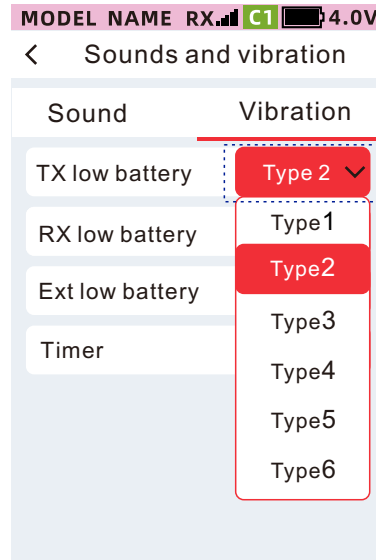 MODEL NAME RX C1 4.0V
Sounds and vibration
Sound Vibration
TX low battery Type 2
Type1
RX low battery
Type2
Ext low battery
Type3
Timer
Type4
Type5
Type6